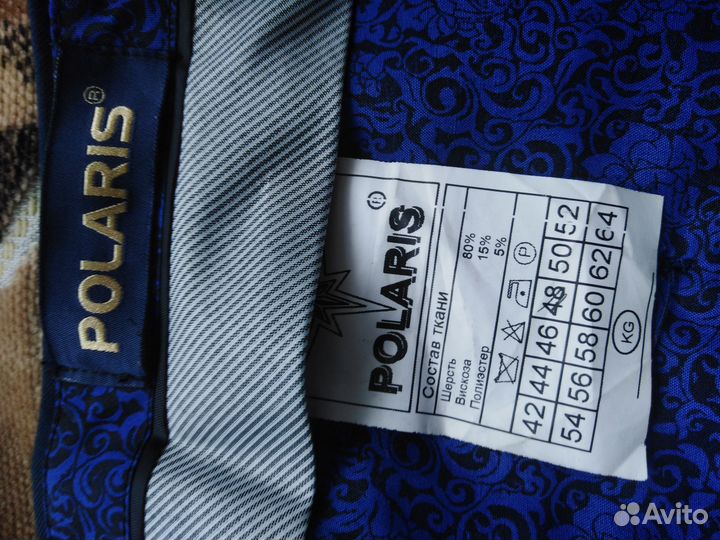 POLARIS®
POLARIS®
Состав ткани
Шерсть 80%
Вискоза 15%
Полиэстер 5%
P
42 44 46 48 50 52
54 56 58 60 62 64
KG
Avito